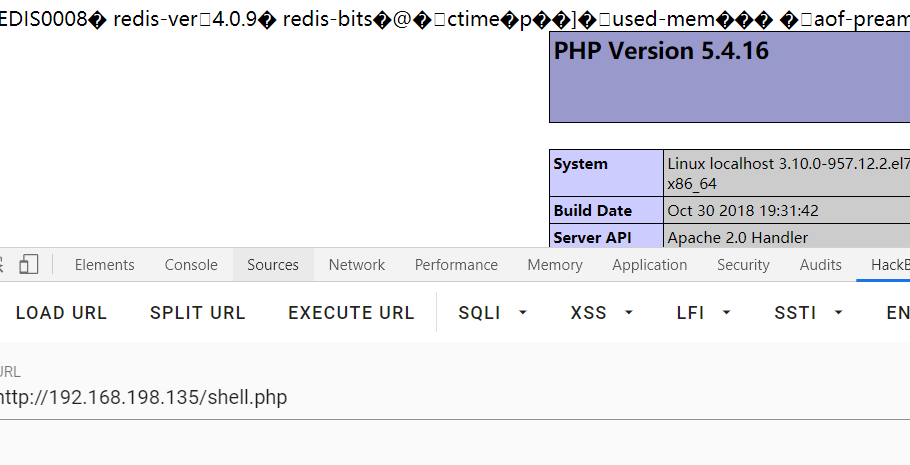 EDIS0008� redis-ver□4.0.9� redis-bits�@�□ctime�p��]�□used-mem��� �□aof-pream
PHP Version 5.4.16
System Linux localhost 3.10.0-957.12.2.el7
x86_64
Build Date Oct 30 2018 19:31:42
Server API Apache 2.0 Handler
Elements Console Sources Network Performance Memory Application Security Audits HackB
LOAD URL SPLIT URL EXECUTE URL SQLI XSS LFI SSTI EN
URL
http://192.168.198.135/shell.php